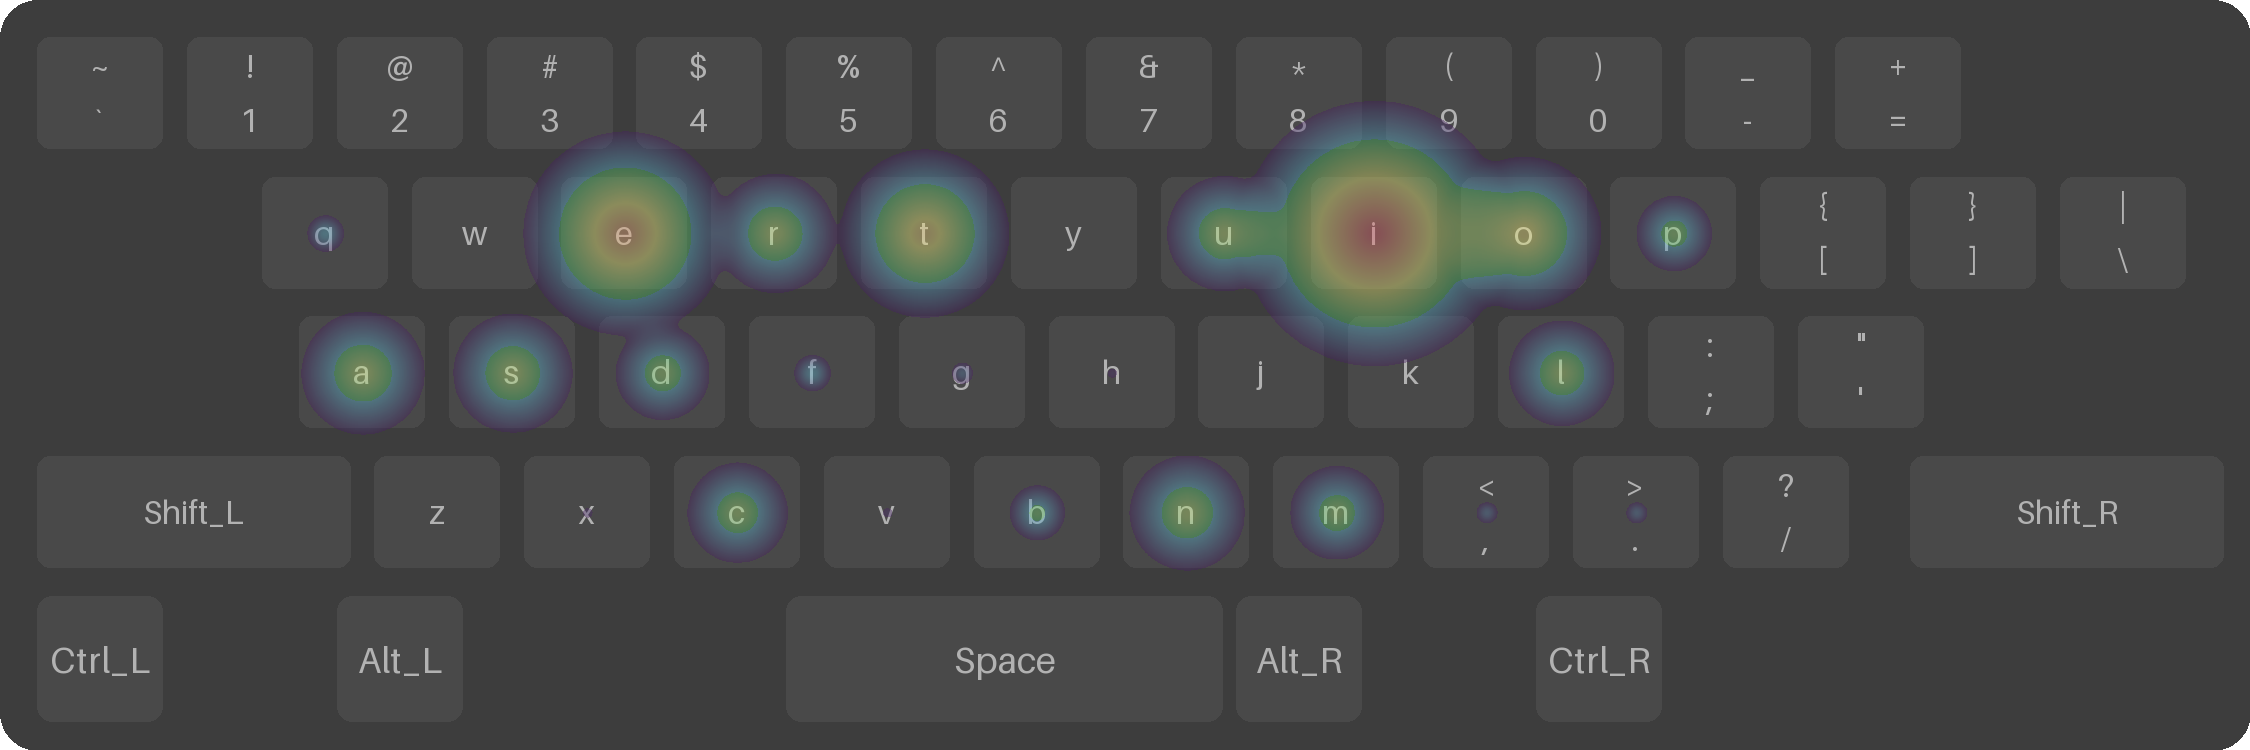 ~ ! @ # $ % ^ & * ( ) _ +
` 1 2 3 4 5 6 7 8 9 0 - =
q w e r t y u i o p { } |
[ ] \
a s d f g h j k l : "
; '
Shift_L z x c v b n m < > ? Shift_R
, . /
Ctrl_L Alt_L Space Alt_R Ctrl_R